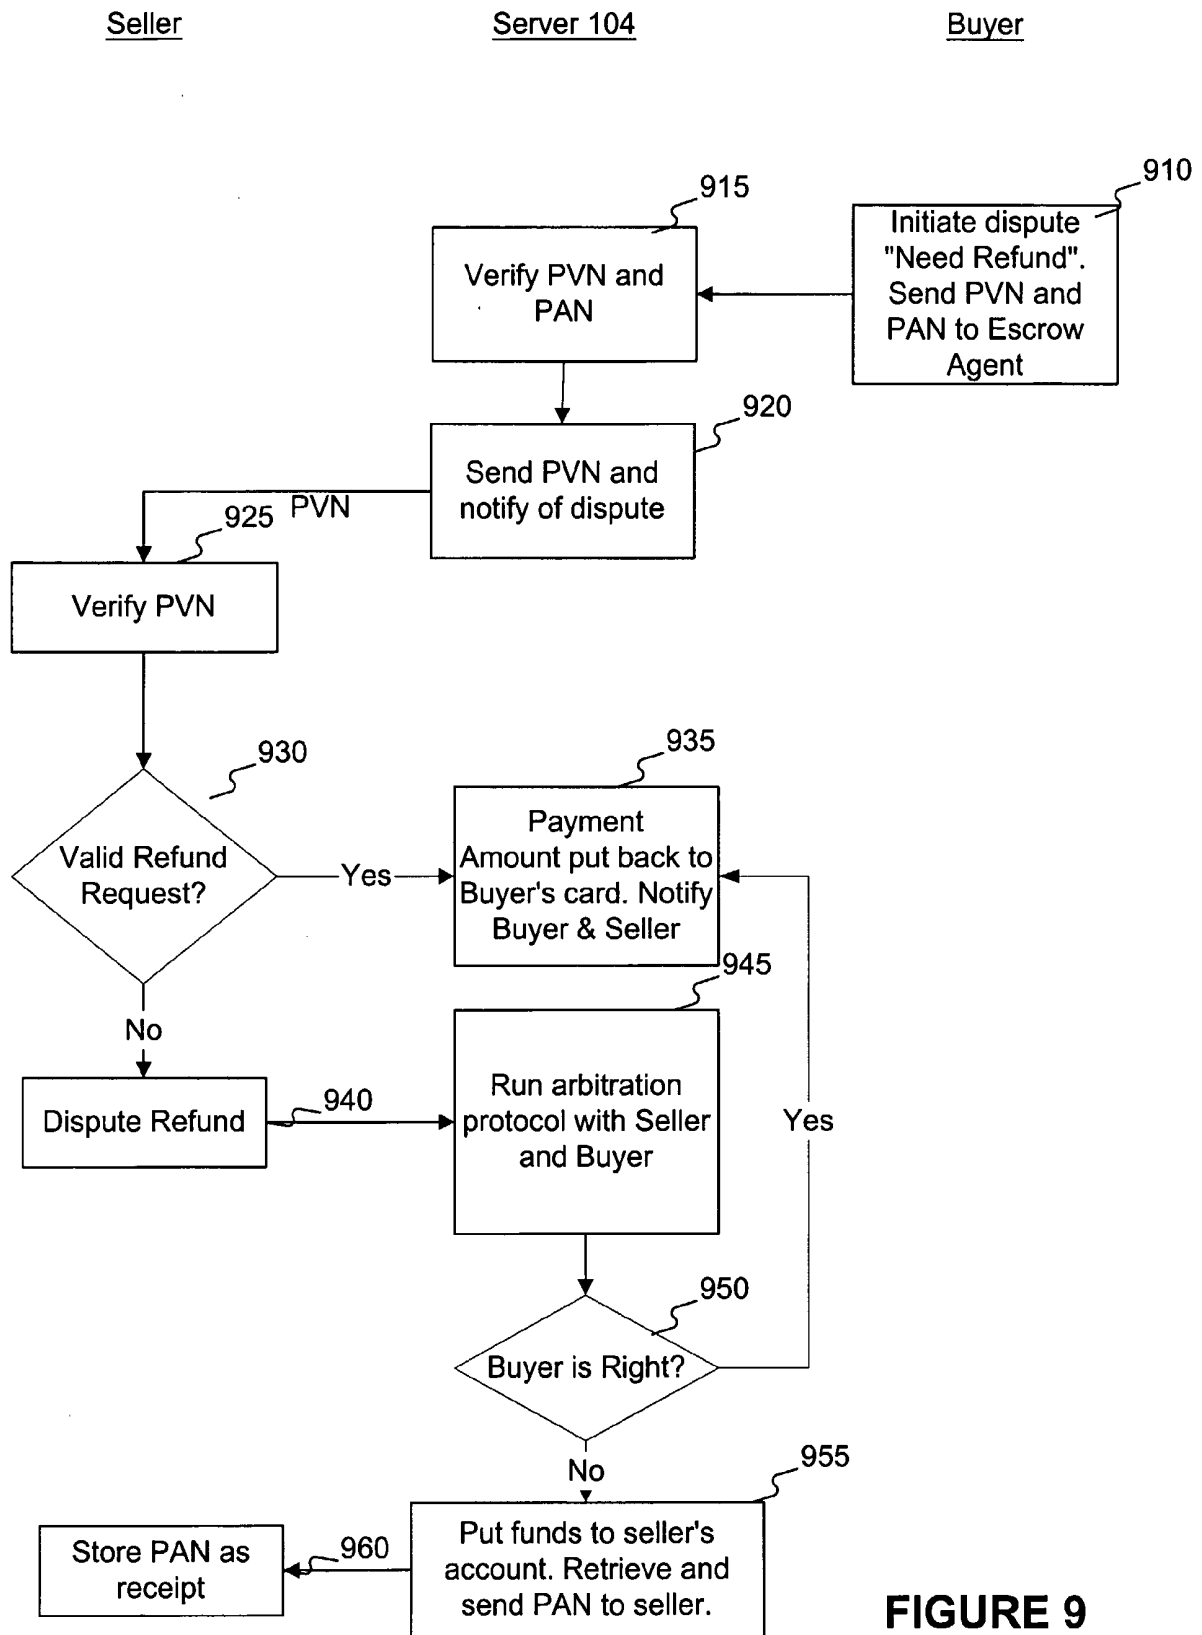 Seller
Server 104
Buyer
910
Initiate dispute
"Need Refund".
Send PVN and
PAN to Escrow
Agent
915
Verify PVN and
PAN
920
Send PVN and
notify of dispute
PVN
925
Verify PVN
930
Valid Refund
Request?
Yes
935
Payment
Amount put back to
Buyer's card. Notify
Buyer & Seller
No
Dispute Refund
940
945
Run arbitration
protocol with Seller
and Buyer
Yes
950
Buyer is Right?
No
955
Put funds to seller's
account. Retrieve and
send PAN to seller.
960
Store PAN as
receipt
FIGURE 9